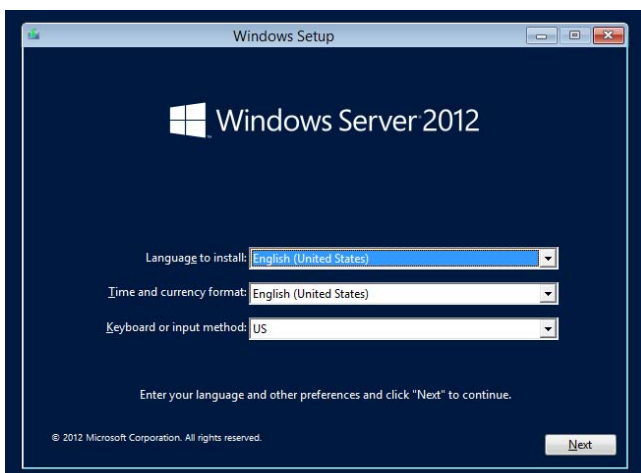 Windows Setup
Windows Server 2012
Language to install: English (United States)
Time and currency format: English (United States)
Keyboard or input method: US
Enter your language and other preferences and click "Next" to continue.
© 2012 Microsoft Corporation. All rights reserved.
Next